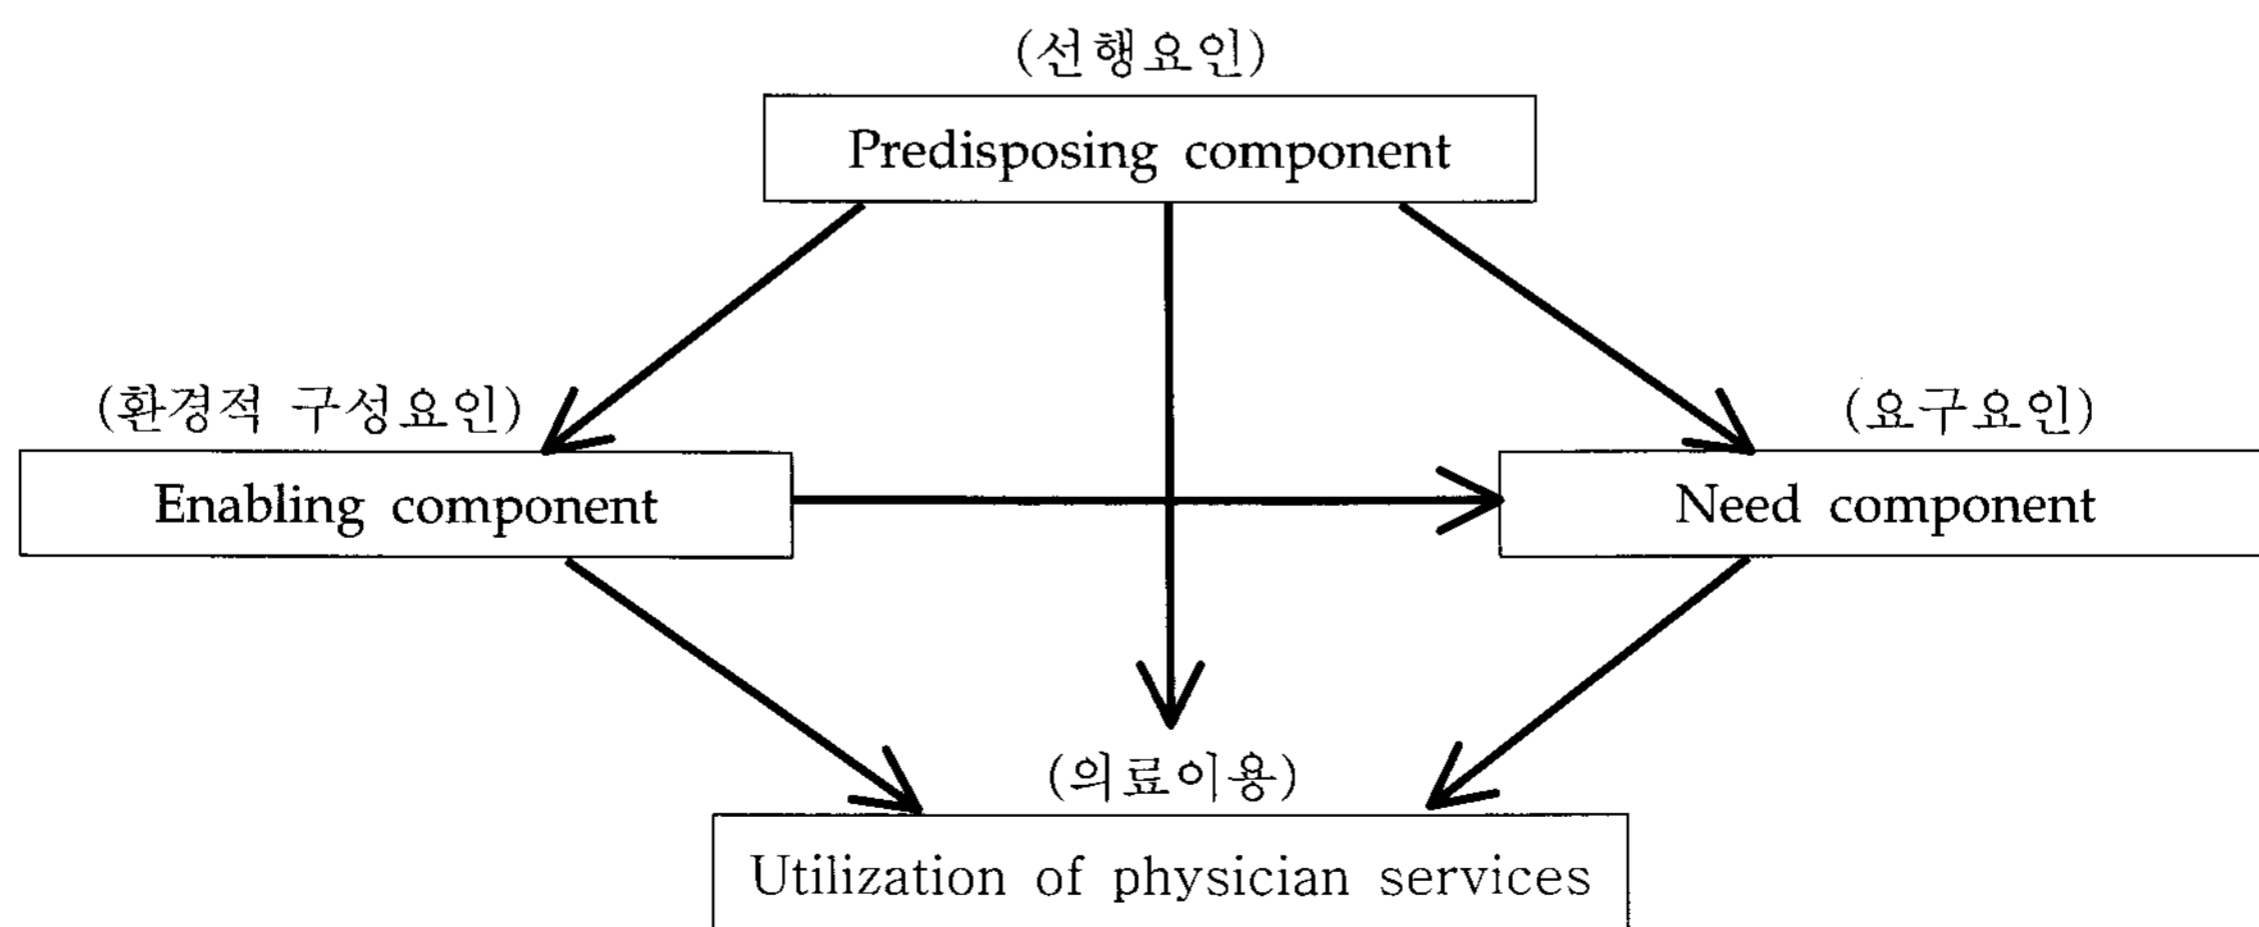 (선행요인)
Predisposing component
(환경적 구성요인)
Enabling component
(요구요인)
Need component
(의료이용)
Utilization of physician services